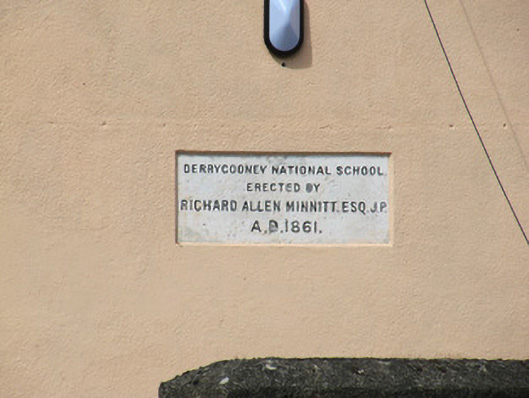 DERRYCOONEY NATIONAL SCHOOL
ERECTED BY
RICHARD ALLEN MINNITT. ESQ. J.P.
A.D. 1861.